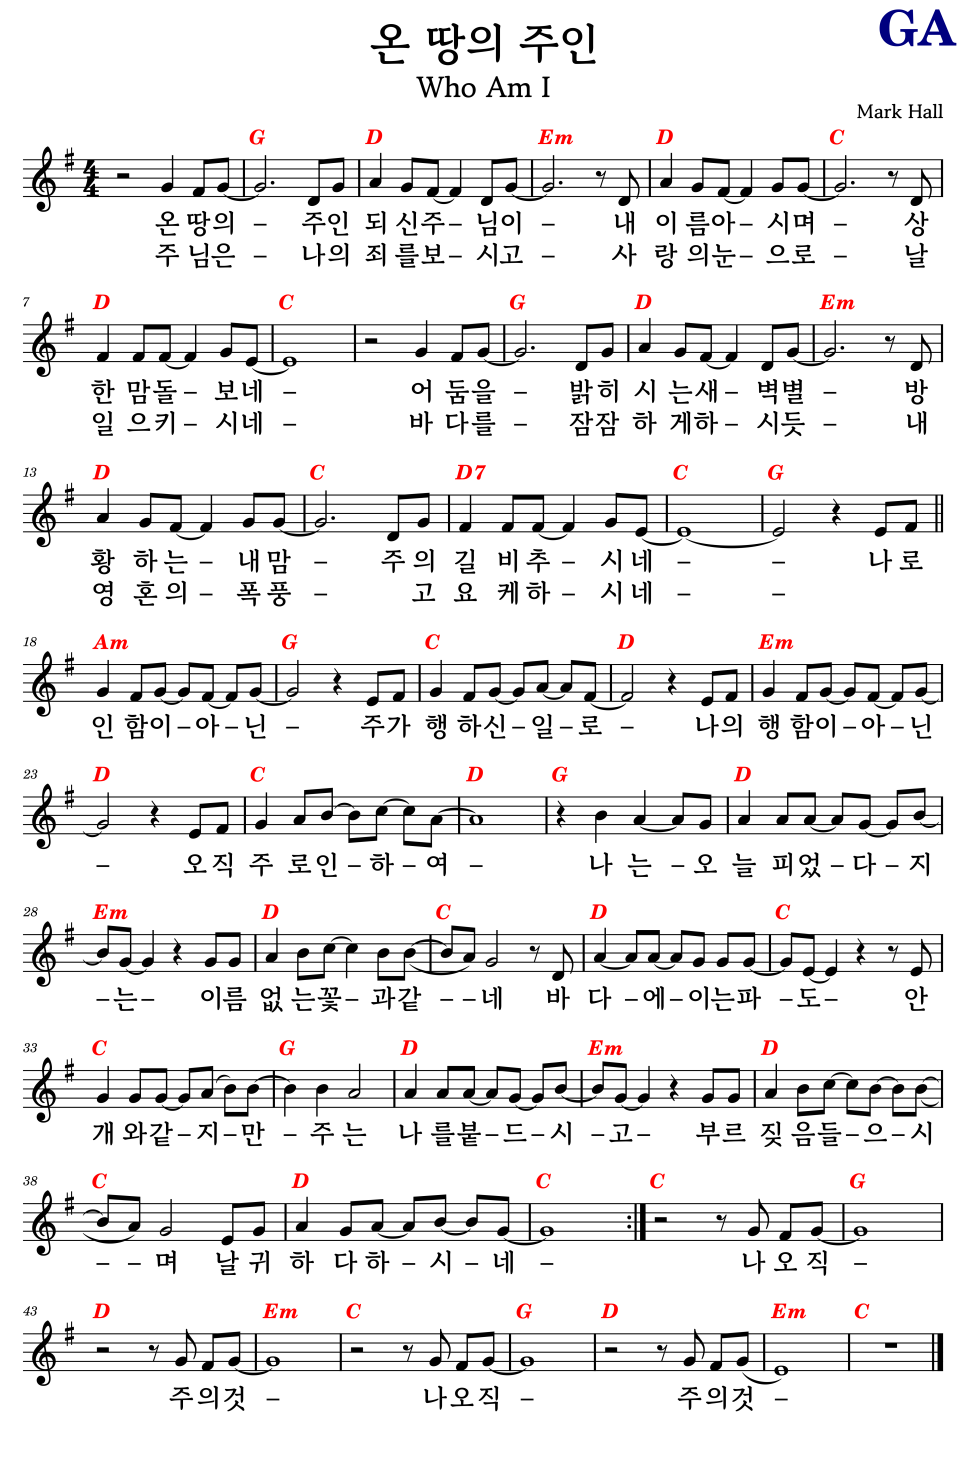 GA
온 땅의 주인
Who Am I
Mark Hall
G D Em D C
4 4
온 땅의 – 주인 되 신주 – 님이 – 내 이 름아 – 시며 – 상
주 님은 – 나의 죄 를보 – 시고 – 사 랑 의눈 – 으로 – 날
7
D C G D Em
한 맘돌 – 보네 – 어 둠을 – 밝히 시 는새 – 벽별 – 방
일 으키 – 시네 – 바 다를 – 잠잠 하 게하 – 시듯 – 내
13
D C D7 C G
황 하는 – 내맘 – 주 의 길 비추 – 시네 – – 나 로
영 혼의 – 폭풍 – 고 요 케하 – 시네 – –
18
Am G C D Em
인 함이 – 아 – 닌 – 주가 행 하신 – 일 – 로 – 나의 행 함이 – 아 – 닌
23
D C D G D
– 오직 주 로인 – 하 – 여 – 나 는 – 오 늘 피었 – 다 – 지
28
Em D C D C
– 는 – 이름 없 는꽃 – 과같 – – 네 바 다 – 에 – 이는파 – 도 – 안
33
C G D Em D
개 와같 – 지 – 만 – 주 는 나 를붙 – 드 – 시 – 고 – 부르 짖 음들 – 으 – 시
38
C D C C G
– – 며 날 귀 하 다하 – 시 – 네 – 나 오 직 –
43
D Em C G D Em C
주의것 – 나오직 – 주의것 –